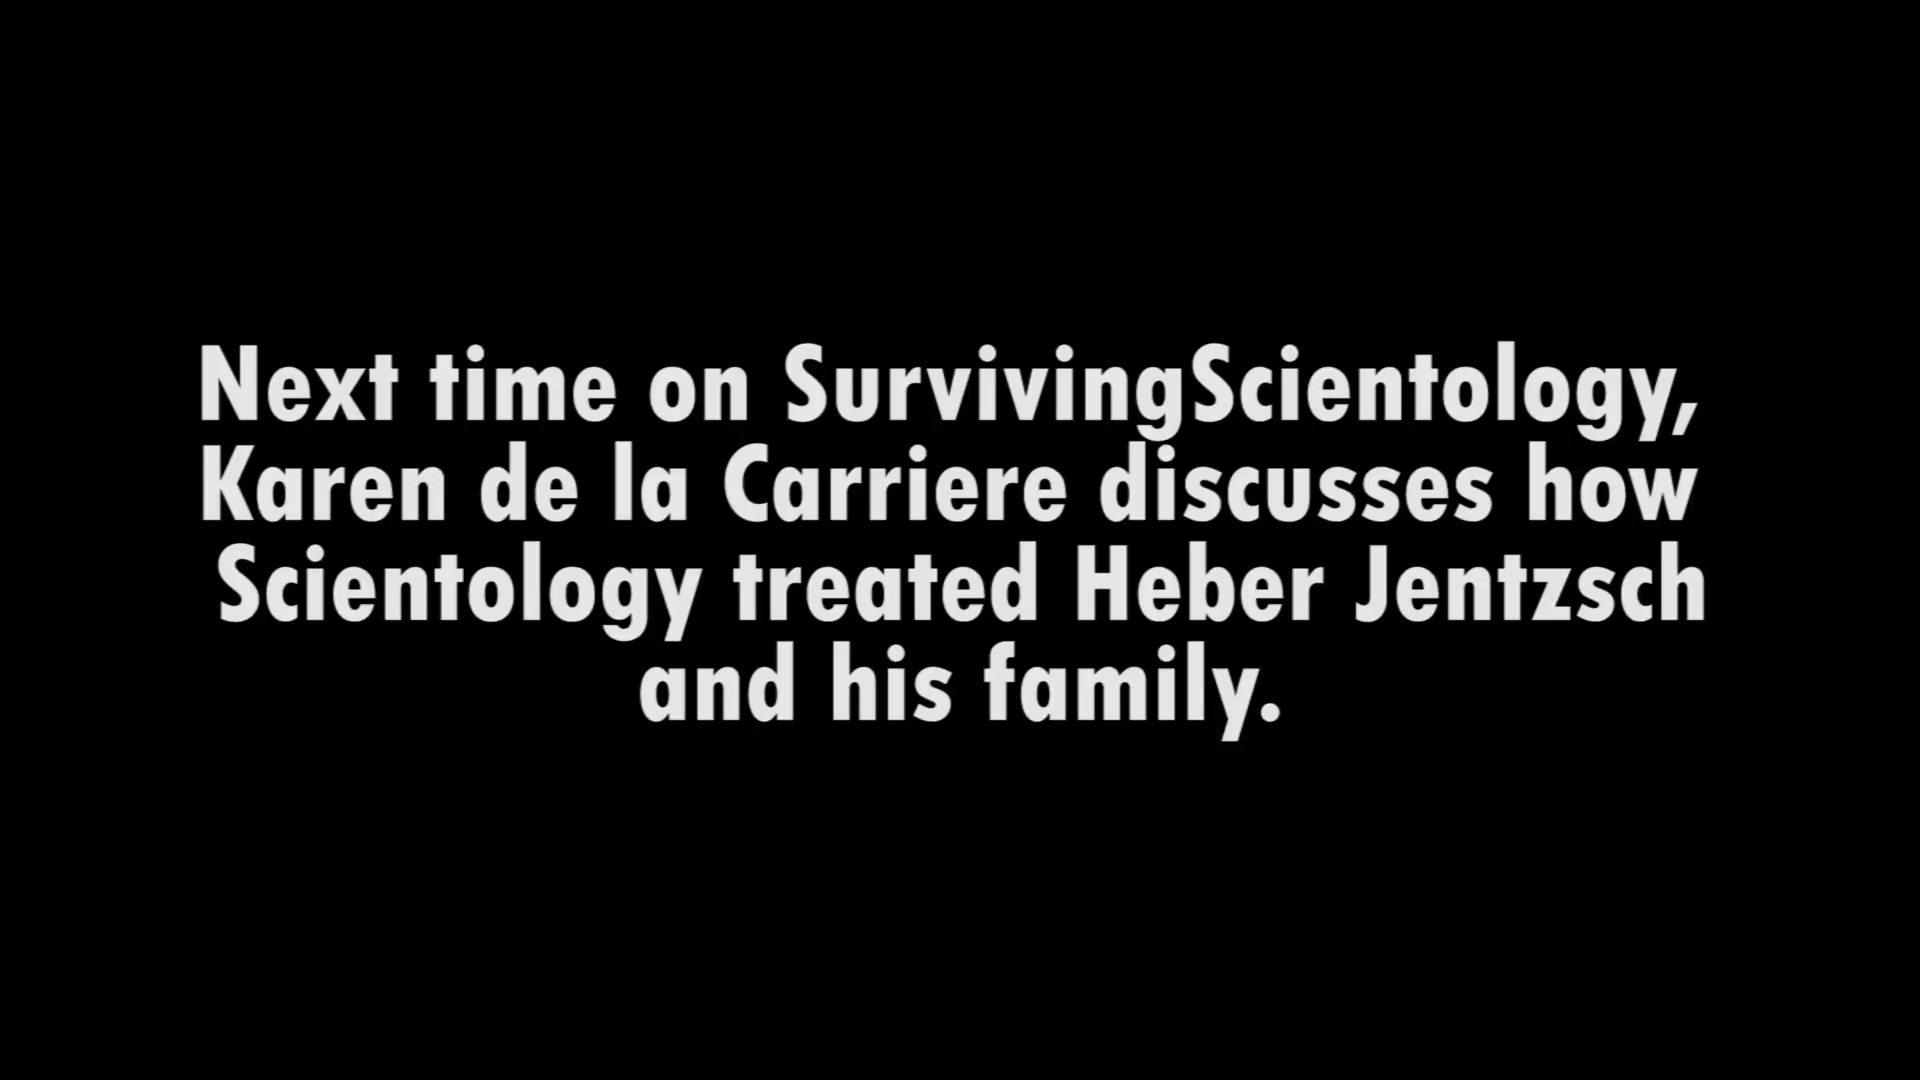 Next time on SurvivingScientology,
Karen de la Carriere discusses how
Scientology treated Heber Jentzsch
and his family.